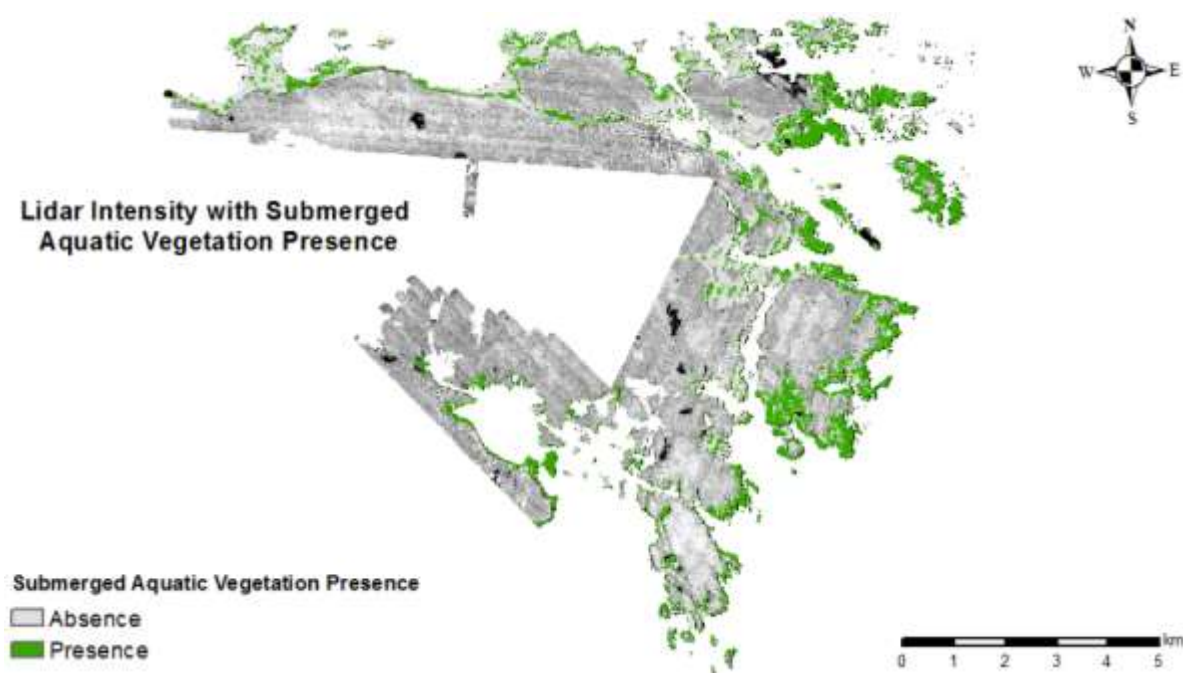 N
W E
S
Lidar Intensity with Submerged
Aquatic Vegetation Presence
Submerged Aquatic Vegetation Presence
Absence
Presence
km
0 1 2 3 4 5